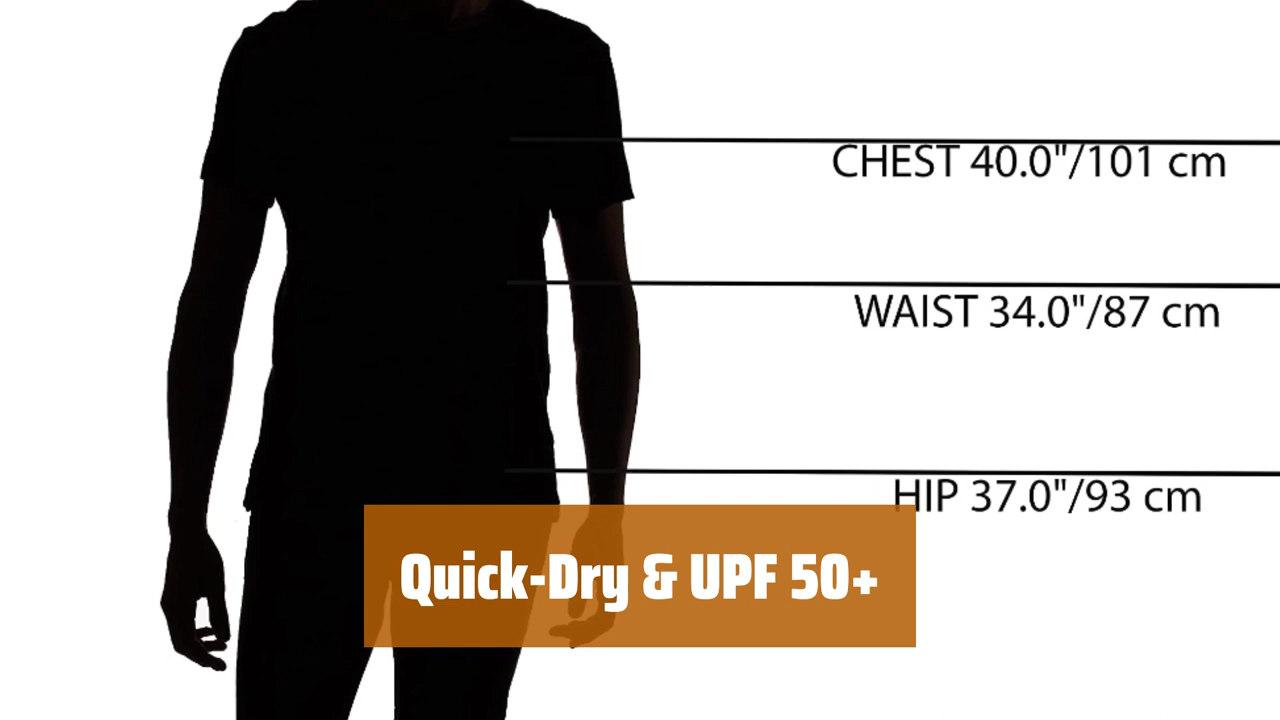 CHEST 40.0"/101 cm
WAIST 34.0"/87 cm
HIP 37.0"/93 cm
Quick-Dry & UPF 50+